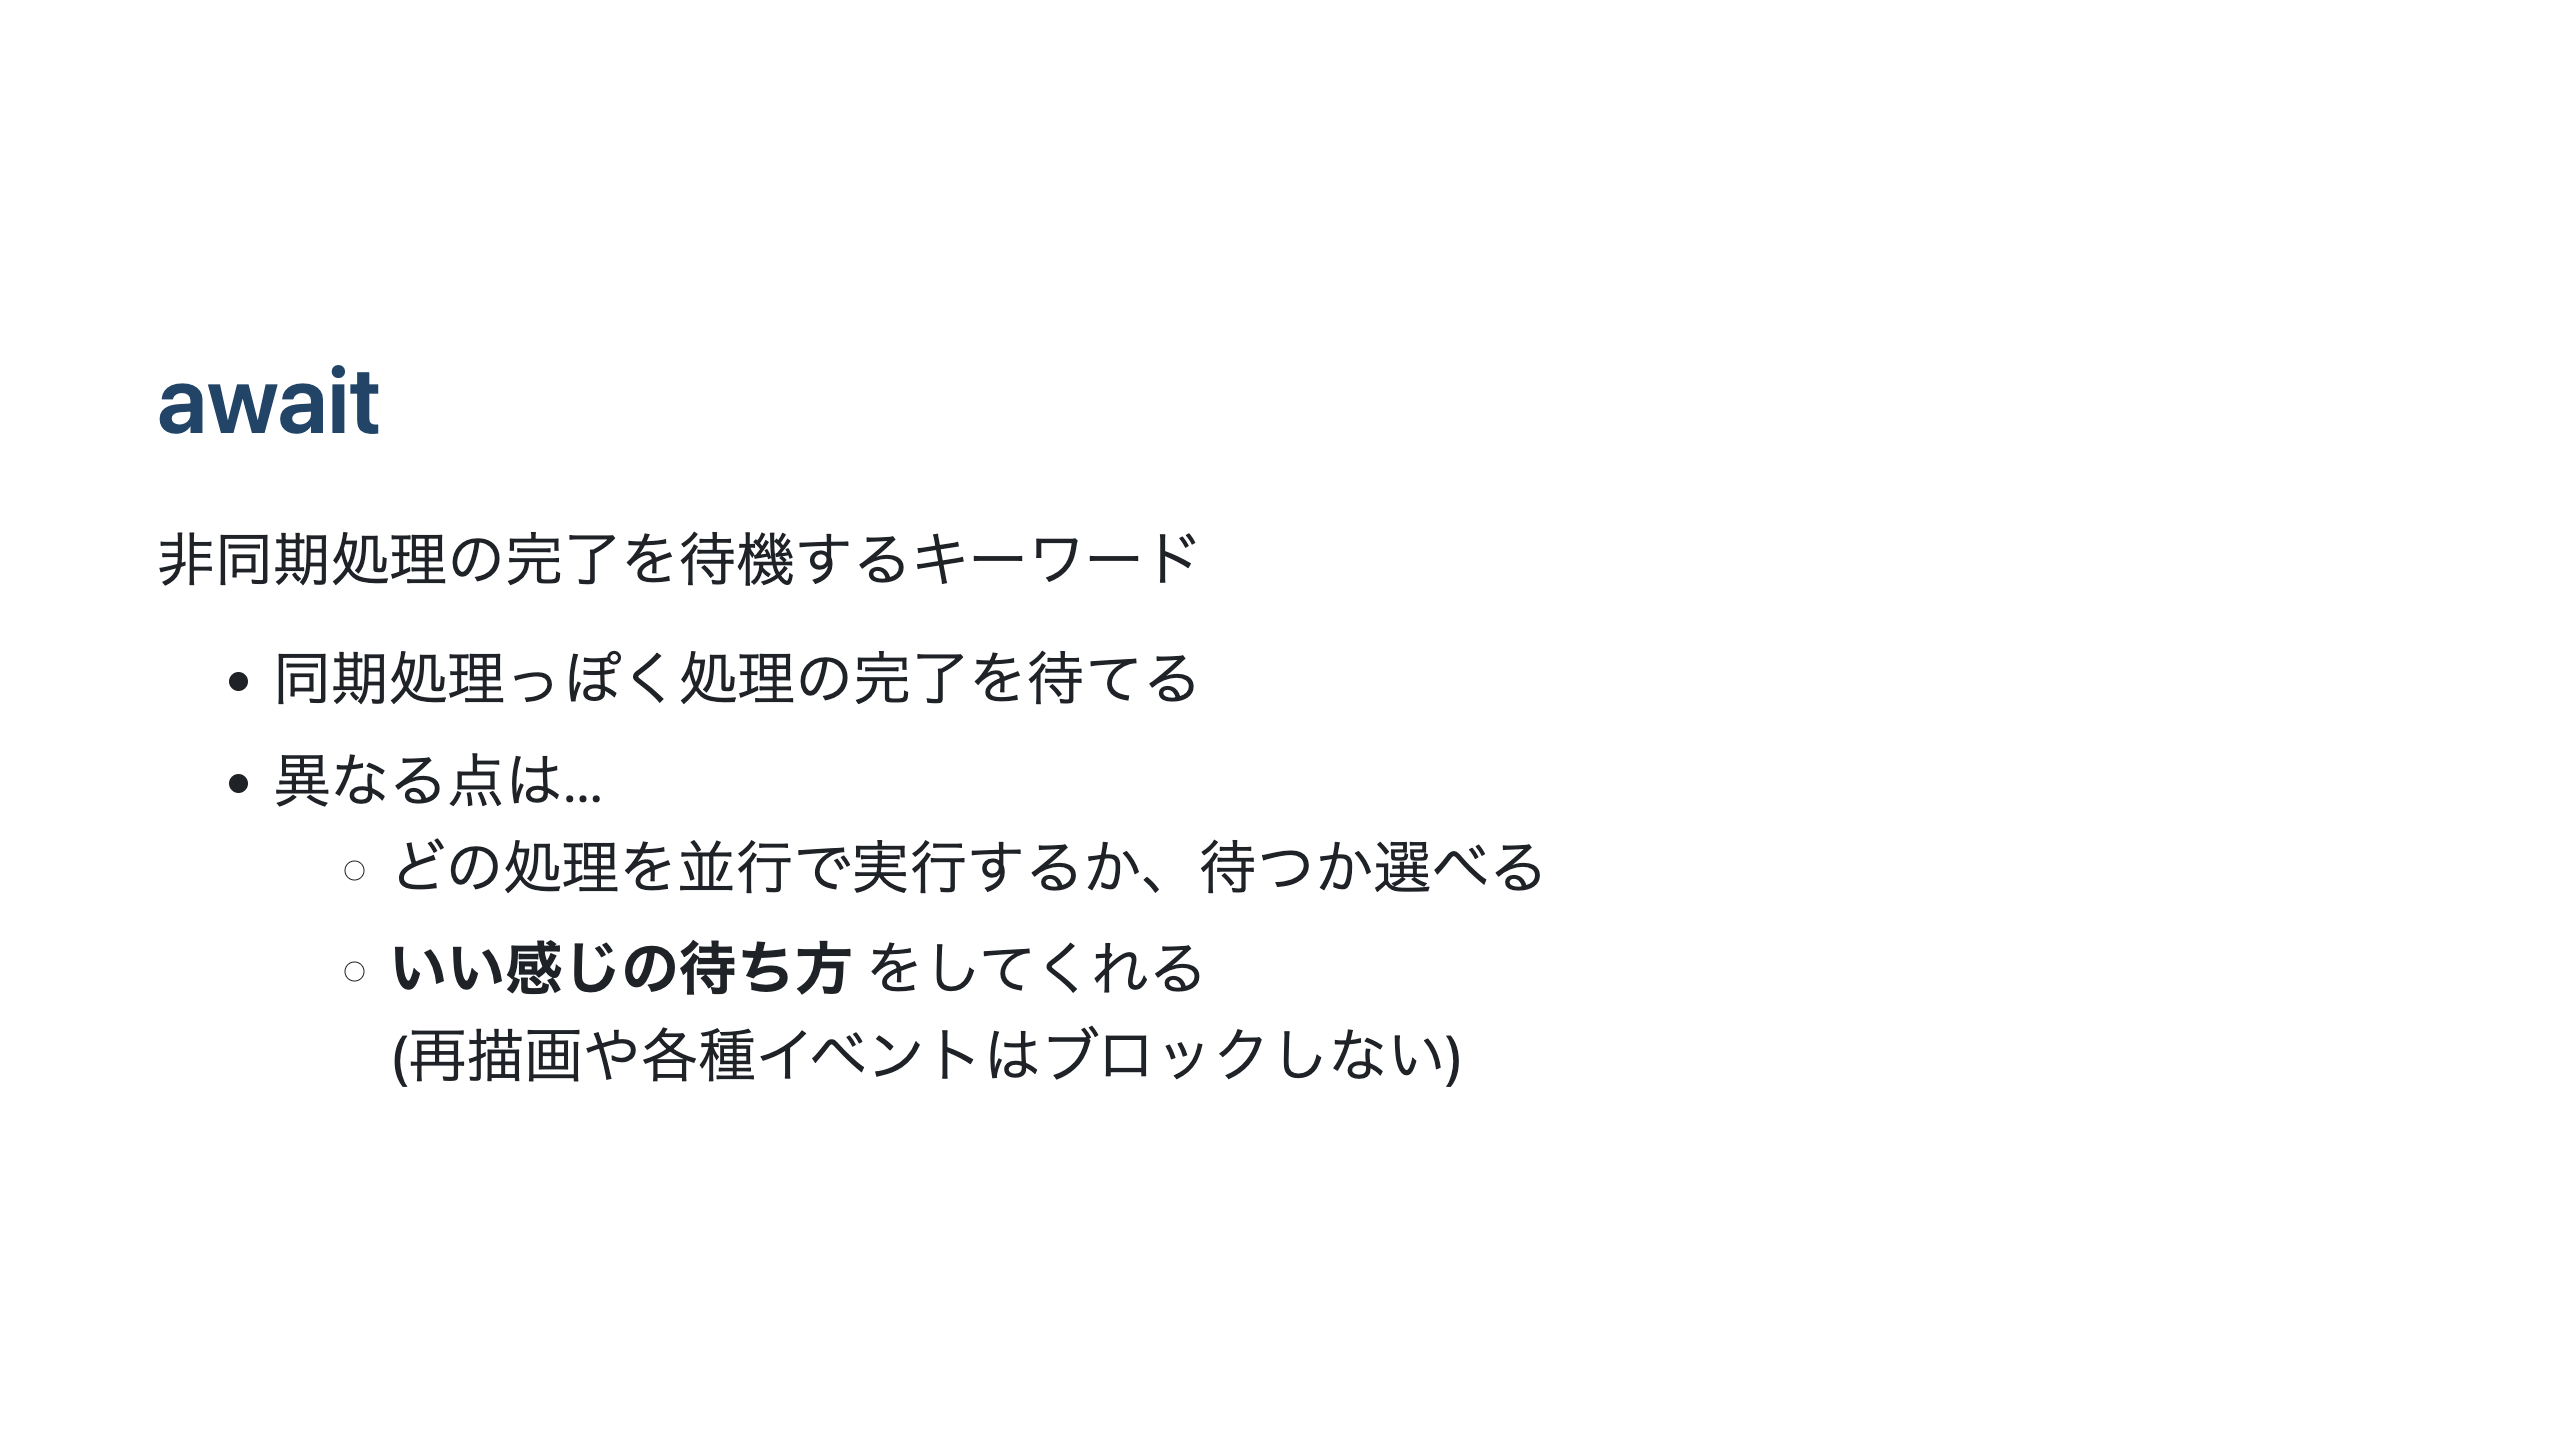 await
非同期処理の完了を待機するキーワード
• 同期処理っぽく処理の完了を待てる
• 異なる点は...
○ どの処理を並行で実行するか、待つか選べる
○ いい感じの待ち方 をしてくれる
(再描画や各種イベントはブロックしない)